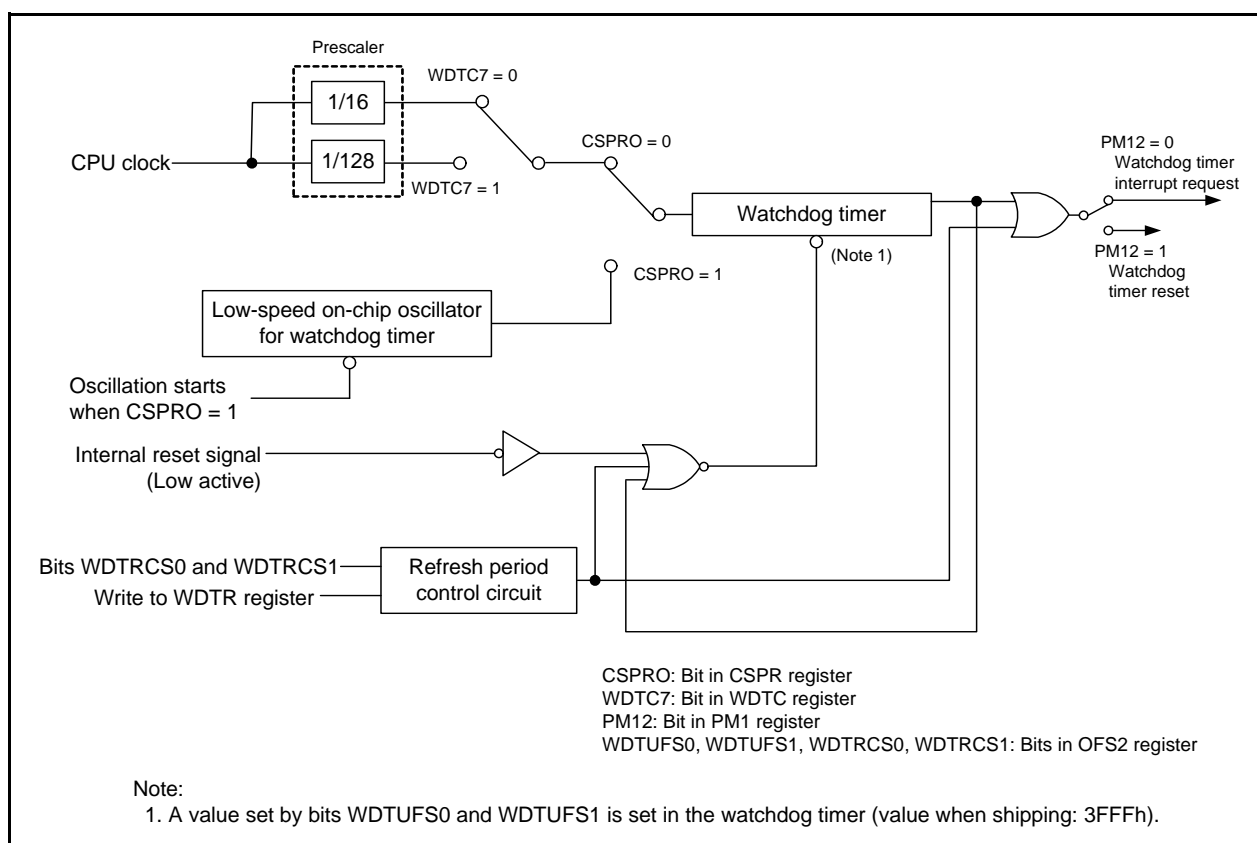 Prescaler
WDTC7 = 0
1/16
CSPRO = 0
PM12 = 0
Watchdog timer
interrupt request
CPU clock
1/128
WDTC7 = 1
Watchdog timer
(Note 1)
PM12 = 1
Watchdog
timer reset
CSPRO = 1
Low-speed on-chip oscillator
for watchdog timer
Oscillation starts
when CSPRO = 1
Internal reset signal
(Low active)
Bits WDTRCS0 and WDTRCS1
Write to WDTR register
Refresh period
control circuit
CSPRO: Bit in CSPR register
WDTC7: Bit in WDTC register
PM12: Bit in PM1 register
WDTUFS0, WDTUFS1, WDTRCS0, WDTRCS1: Bits in OFS2 register
Note:
1. A value set by bits WDTUFS0 and WDTUFS1 is set in the watchdog timer (value when shipping: 3FFFh).